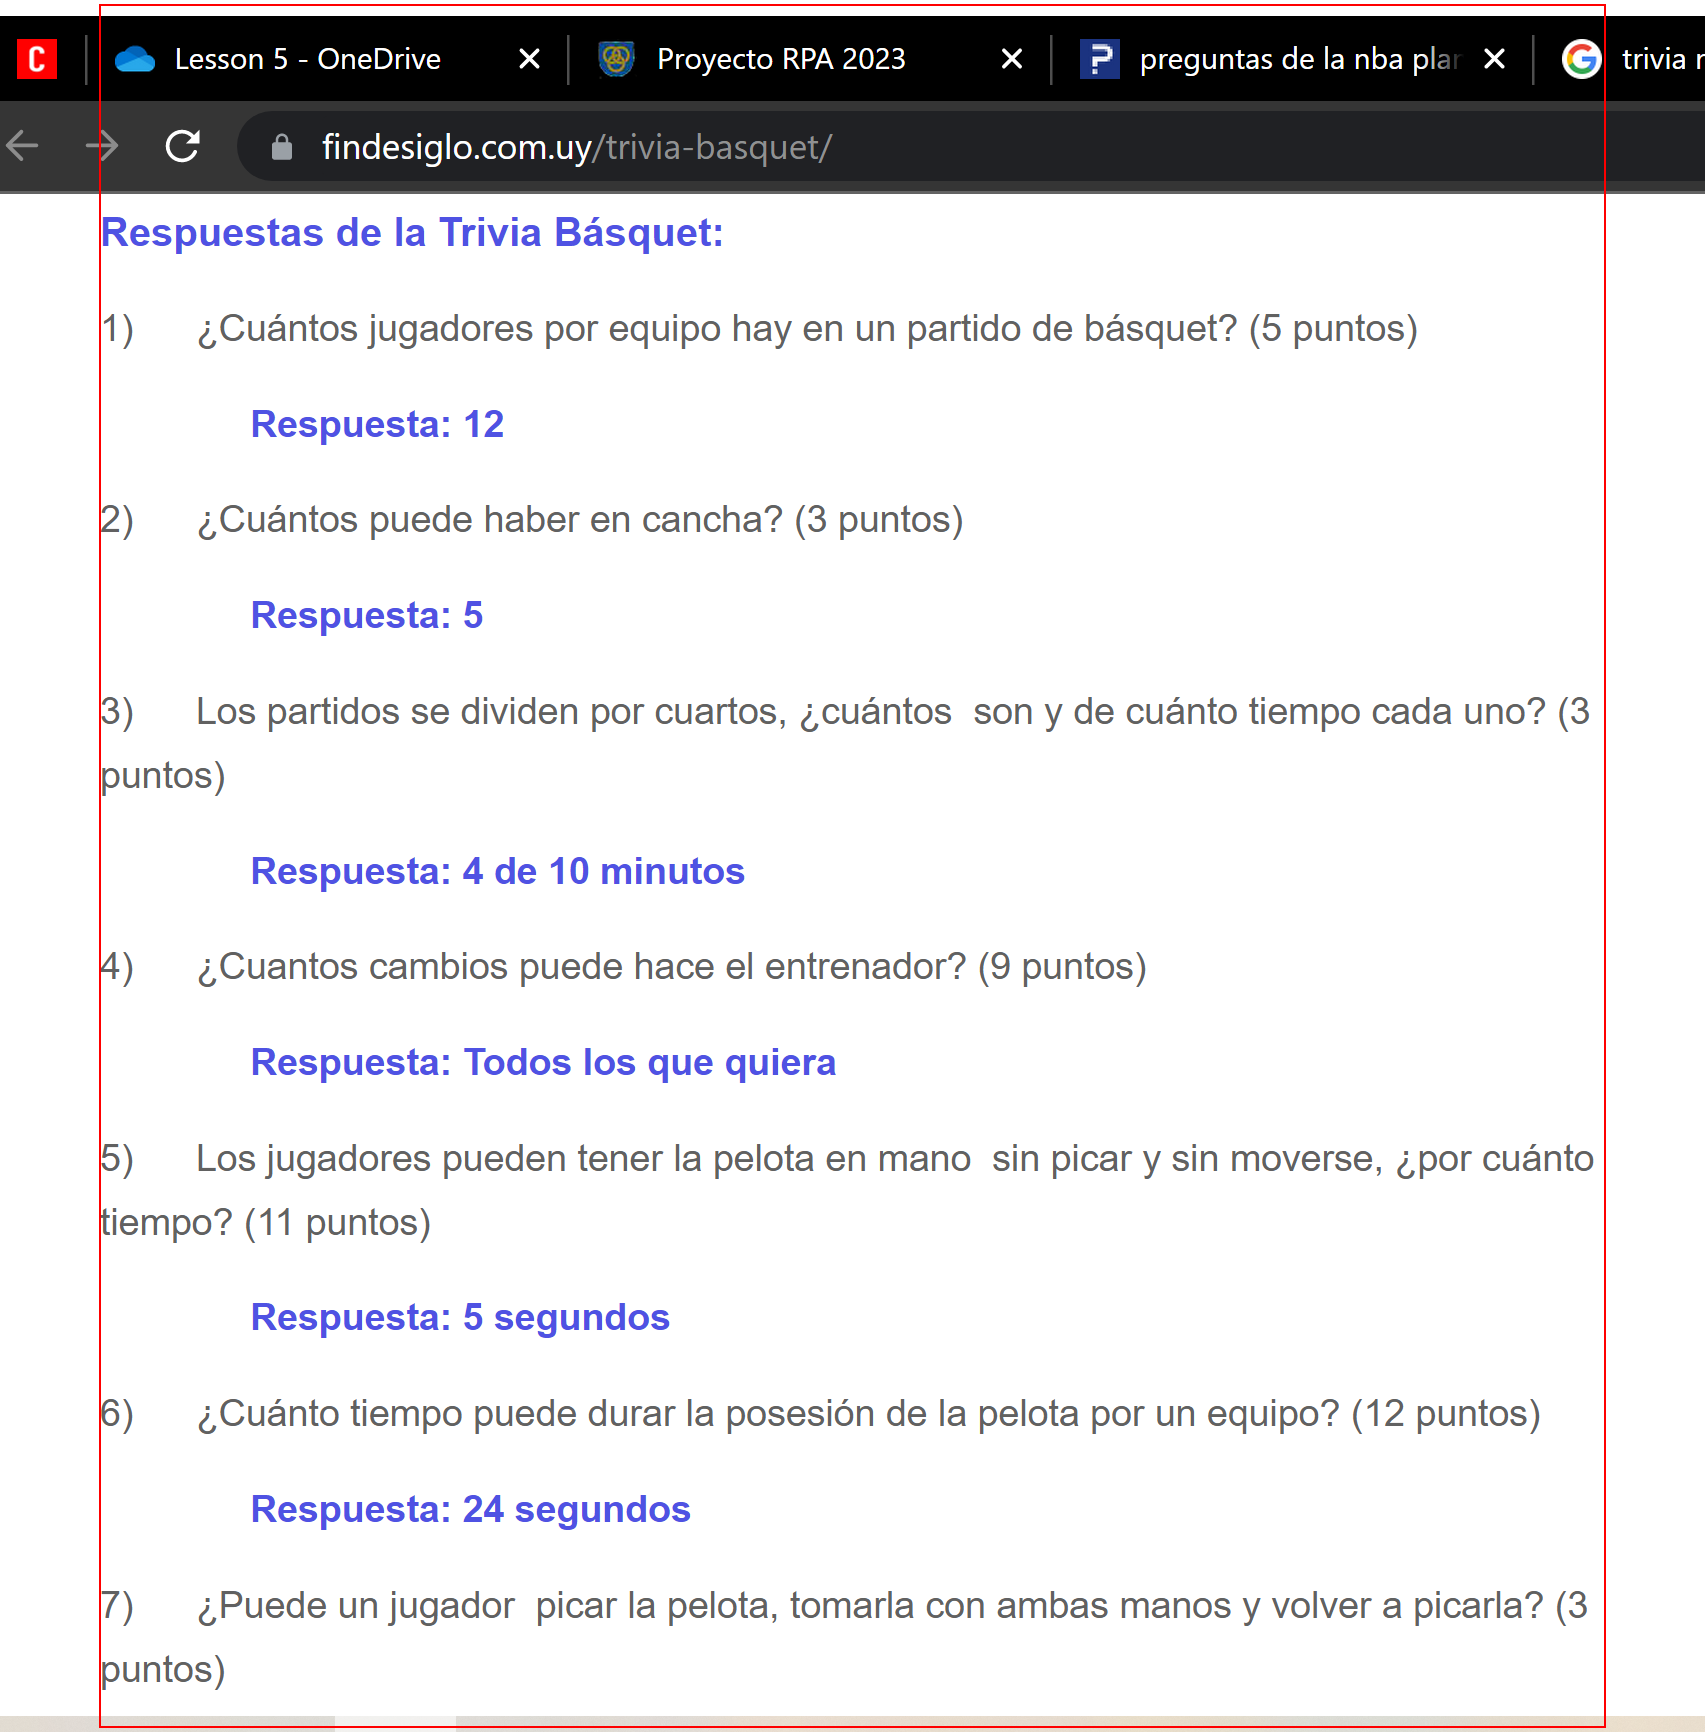 C Lesson 5 - OneDrive Proyecto RPA 2023 preguntas de la nba plan trivia
findesiglo.com.uy/trivia-basquet/
Respuestas de la Trivia Básquet:
1) ¿Cuántos jugadores por equipo hay en un partido de básquet? (5 puntos)
Respuesta: 12
2) ¿Cuántos puede haber en cancha? (3 puntos)
Respuesta: 5
3) Los partidos se dividen por cuartos, ¿cuántos son y de cuánto tiempo cada uno? (3
puntos)
Respuesta: 4 de 10 minutos
4) ¿Cuantos cambios puede hace el entrenador? (9 puntos)
Respuesta: Todos los que quiera
5) Los jugadores pueden tener la pelota en mano sin picar y sin moverse, ¿por cuánto
tiempo? (11 puntos)
Respuesta: 5 segundos
6) ¿Cuánto tiempo puede durar la posesión de la pelota por un equipo? (12 puntos)
Respuesta: 24 segundos
7) ¿Puede un jugador picar la pelota, tomarla con ambas manos y volver a picarla? (3
puntos)